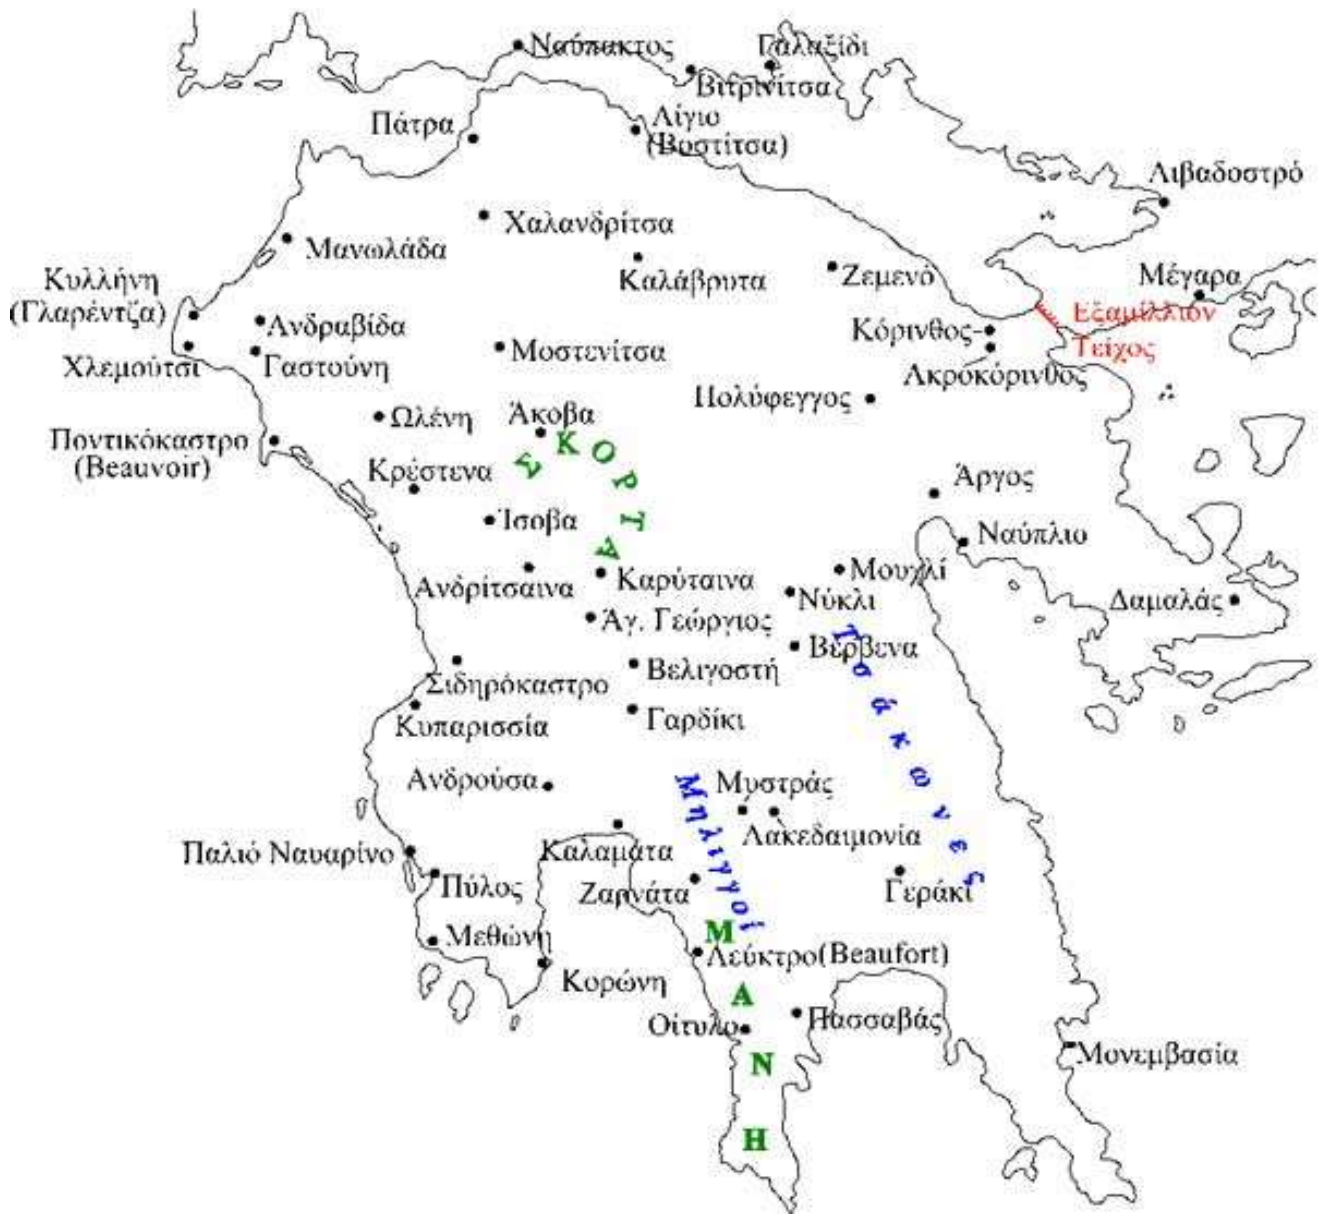 Ναύπακτος
Γαλαξίδι
Βιτρινίτσα
Πάτρα
Αίγιο
(Βοστίτσα)
Λιβαδοστρό
Χαλανδρίτσα
Μανωλάδα
Καλάβρυτα
Ζεμενό
Μέγαρα
Κυλλήνη
(Γλαρέντζα)
Εξαμίλλιον
Τείχος
Ανδραβίδα
Κόρινθος
Χλεμούτσι
Γαστούνη
Μοστενίτσα
Ακροκόρινθος
Πολύφεγγος
Ωλένη
Άκοβα
Ποντικόκαστρο
(Beauvoir)
ΣΚΟΡΤΑ
Κρέστενα
Άργος
Ίσοβα
Ναύπλιο
Ανδρίτσαινα
Καρύταινα
Μουχλί
Νύκλι
Δαμαλάς
Άγ. Γεώργιος
Βέρβενα
Τσάκωνες
Βελιγοστή
Σιδηρόκαστρο
Κυπαρισσία
Γαρδίκι
Ανδρούσα
Μηλιγγοί
Μυστράς
Λακεδαιμονία
Καλαμάτα
Παλιό Ναυαρίνο
Πύλος
Ζαρνάτα
Γεράκι
Μεθώνη
ΜΑΝΗ
Λεύκτρο(Beaufort)
Κορώνη
Οίτυλο
Πασσαβάς
Μονεμβασία